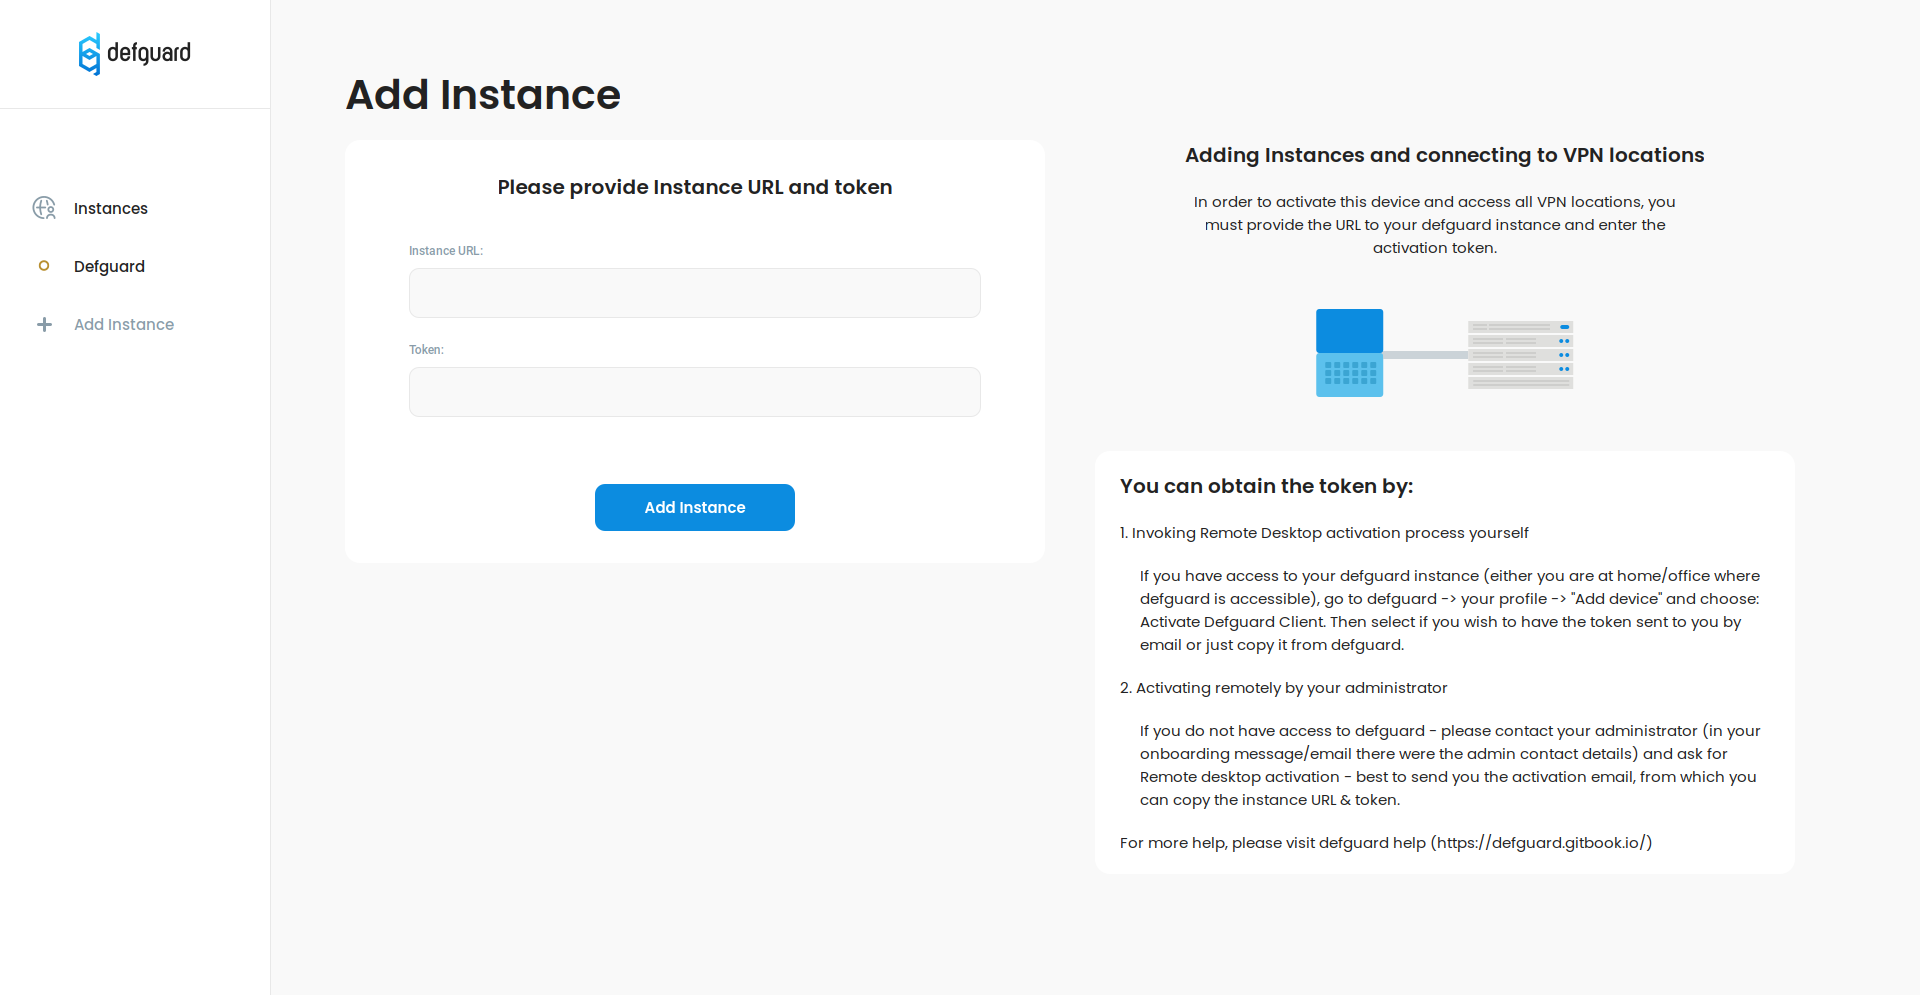 defguard
Instances
Defguard
Add Instance
Add Instance
Please provide Instance URL and token
Instance URL:
Token:
Add Instance
Adding Instances and connecting to VPN locations
In order to activate this device and access all VPN locations, you
must provide the URL to your defguard instance and enter the
activation token.
You can obtain the token by:
1. Invoking Remote Desktop activation process yourself
If you have access to your defguard instance (either you are at home/office where
defguard is accessible), go to defguard -> your profile -> "Add device" and choose:
Activate Defguard Client. Then select if you wish to have the token sent to you by
email or just copy it from defguard.
2. Activating remotely by your administrator
If you do not have access to defguard - please contact your administrator (in your
onboarding message/email there were the admin contact details) and ask for
Remote desktop activation - best to send you the activation email, from which you
can copy the instance URL & token.
For more help, please visit defguard help (https://defguard.gitbook.io/)